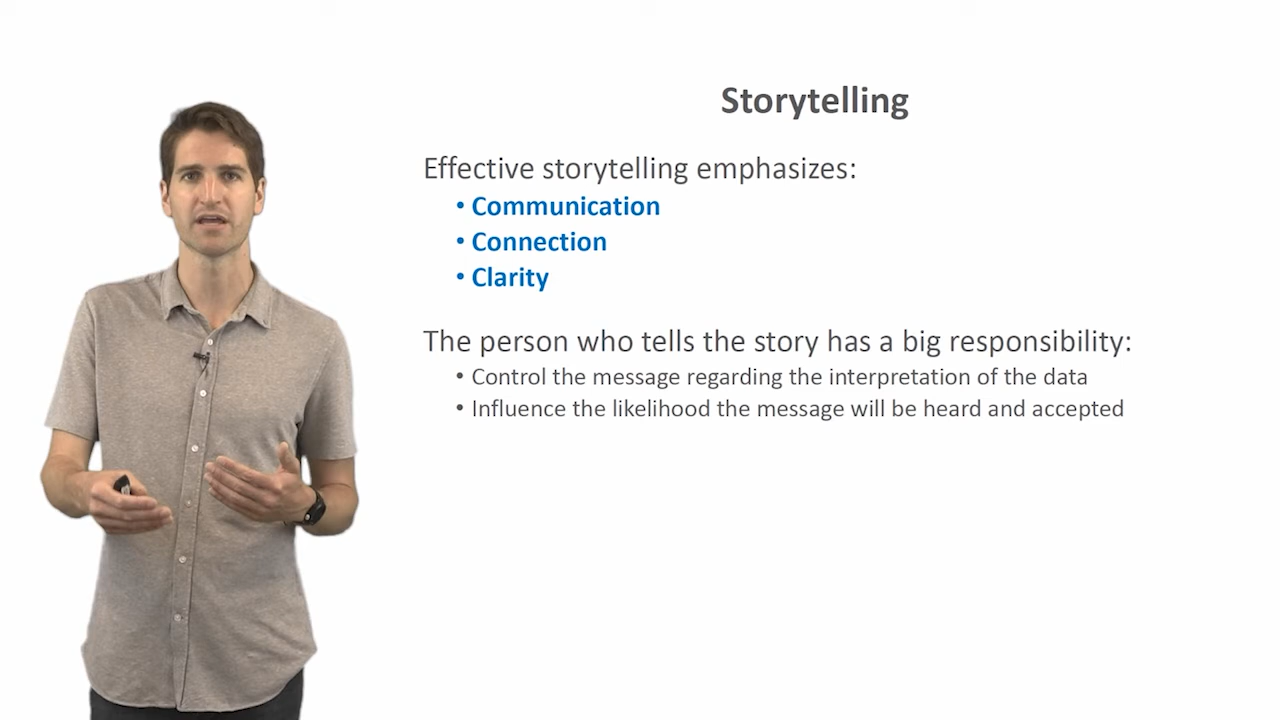 Storytelling
Effective storytelling emphasizes:
• Communication
• Connection
• Clarity
The person who tells the story has a big responsibility:
• Control the message regarding the interpretation of the data
• Influence the likelihood the message will be heard and accepted